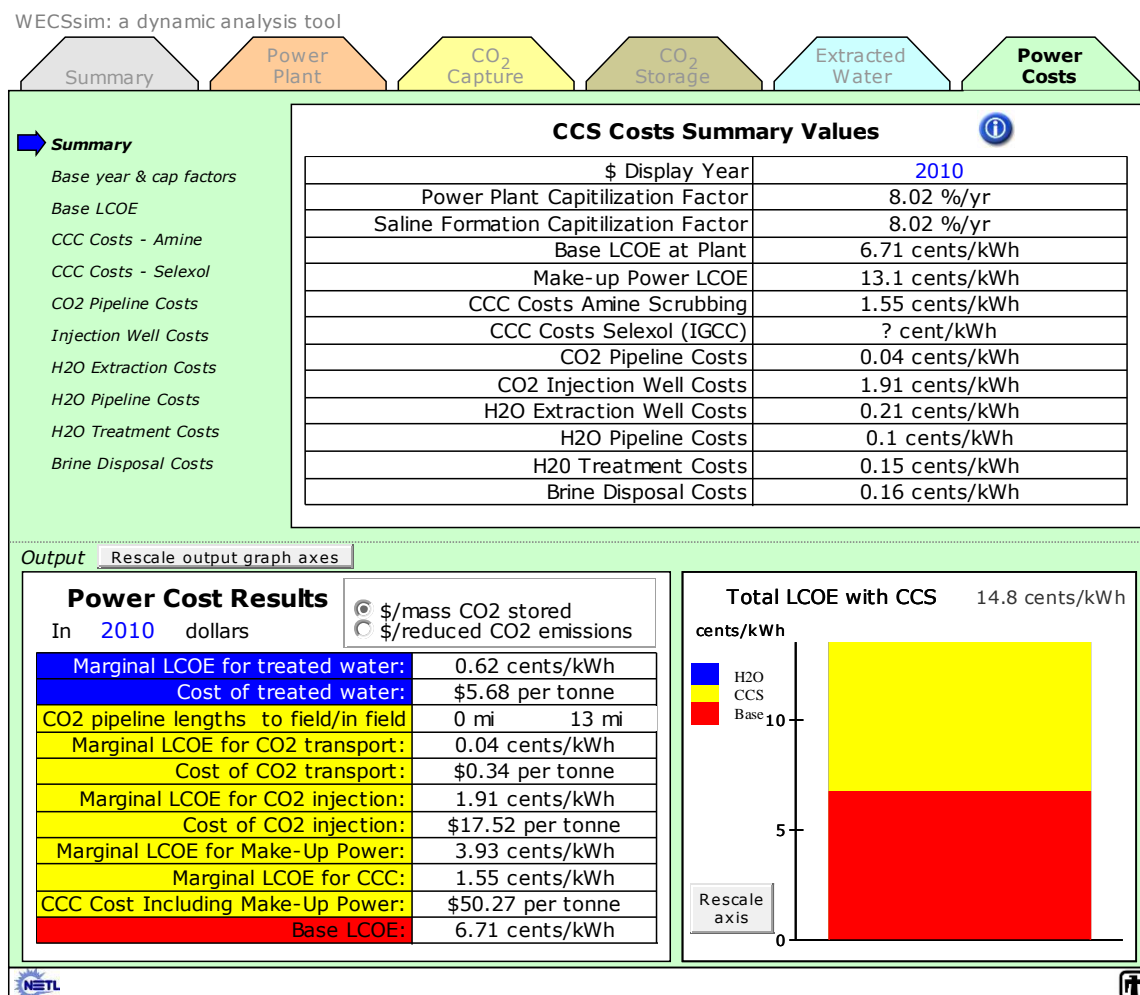 WECSsim: a dynamic analysis tool
Summary
Power Plant
CO2 Capture
CO2 Storage
Extracted Water
Power Costs
Summary
Base year & cap factors
Base LCOE
CCC Costs - Amine
CCC Costs - Selexol
CO2 Pipeline Costs
Injection Well Costs
H2O Extraction Costs
H2O Pipeline Costs
H2O Treatment Costs
Brine Disposal Costs
CCS Costs Summary Values
$ Display Year 2010
Power Plant Capitilization Factor 8.02 %/yr
Saline Formation Capitilization Factor 8.02 %/yr
Base LCOE at Plant 6.71 cents/kWh
Make-up Power LCOE 13.1 cents/kWh
CCC Costs Amine Scrubbing 1.55 cents/kWh
CCC Costs Selexol (IGCC) ? cent/kWh
CO2 Pipeline Costs 0.04 cents/kWh
CO2 Injection Well Costs 1.91 cents/kWh
H2O Extraction Well Costs 0.21 cents/kWh
H2O Pipeline Costs 0.1 cents/kWh
H20 Treatment Costs 0.15 cents/kWh
Brine Disposal Costs 0.16 cents/kWh
Output Rescale output graph axes
Power Cost Results
In 2010 dollars
$/mass CO2 stored
$/reduced CO2 emissions
Marginal LCOE for treated water: 0.62 cents/kWh
Cost of treated water: $5.68 per tonne
CO2 pipeline lengths to field/in field 0 mi 13 mi
Marginal LCOE for CO2 transport: 0.04 cents/kWh
Cost of CO2 transport: $0.34 per tonne
Marginal LCOE for CO2 injection: 1.91 cents/kWh
Cost of CO2 injection: $17.52 per tonne
Marginal LCOE for Make-Up Power: 3.93 cents/kWh
Marginal LCOE for CCC: 1.55 cents/kWh
CCC Cost Including Make-Up Power: $50.27 per tonne
Base LCOE: 6.71 cents/kWh
Total LCOE with CCS 14.8 cents/kWh
cents/kWh
H2O
CCS
Base
10
5
0
Rescale axis
NETL